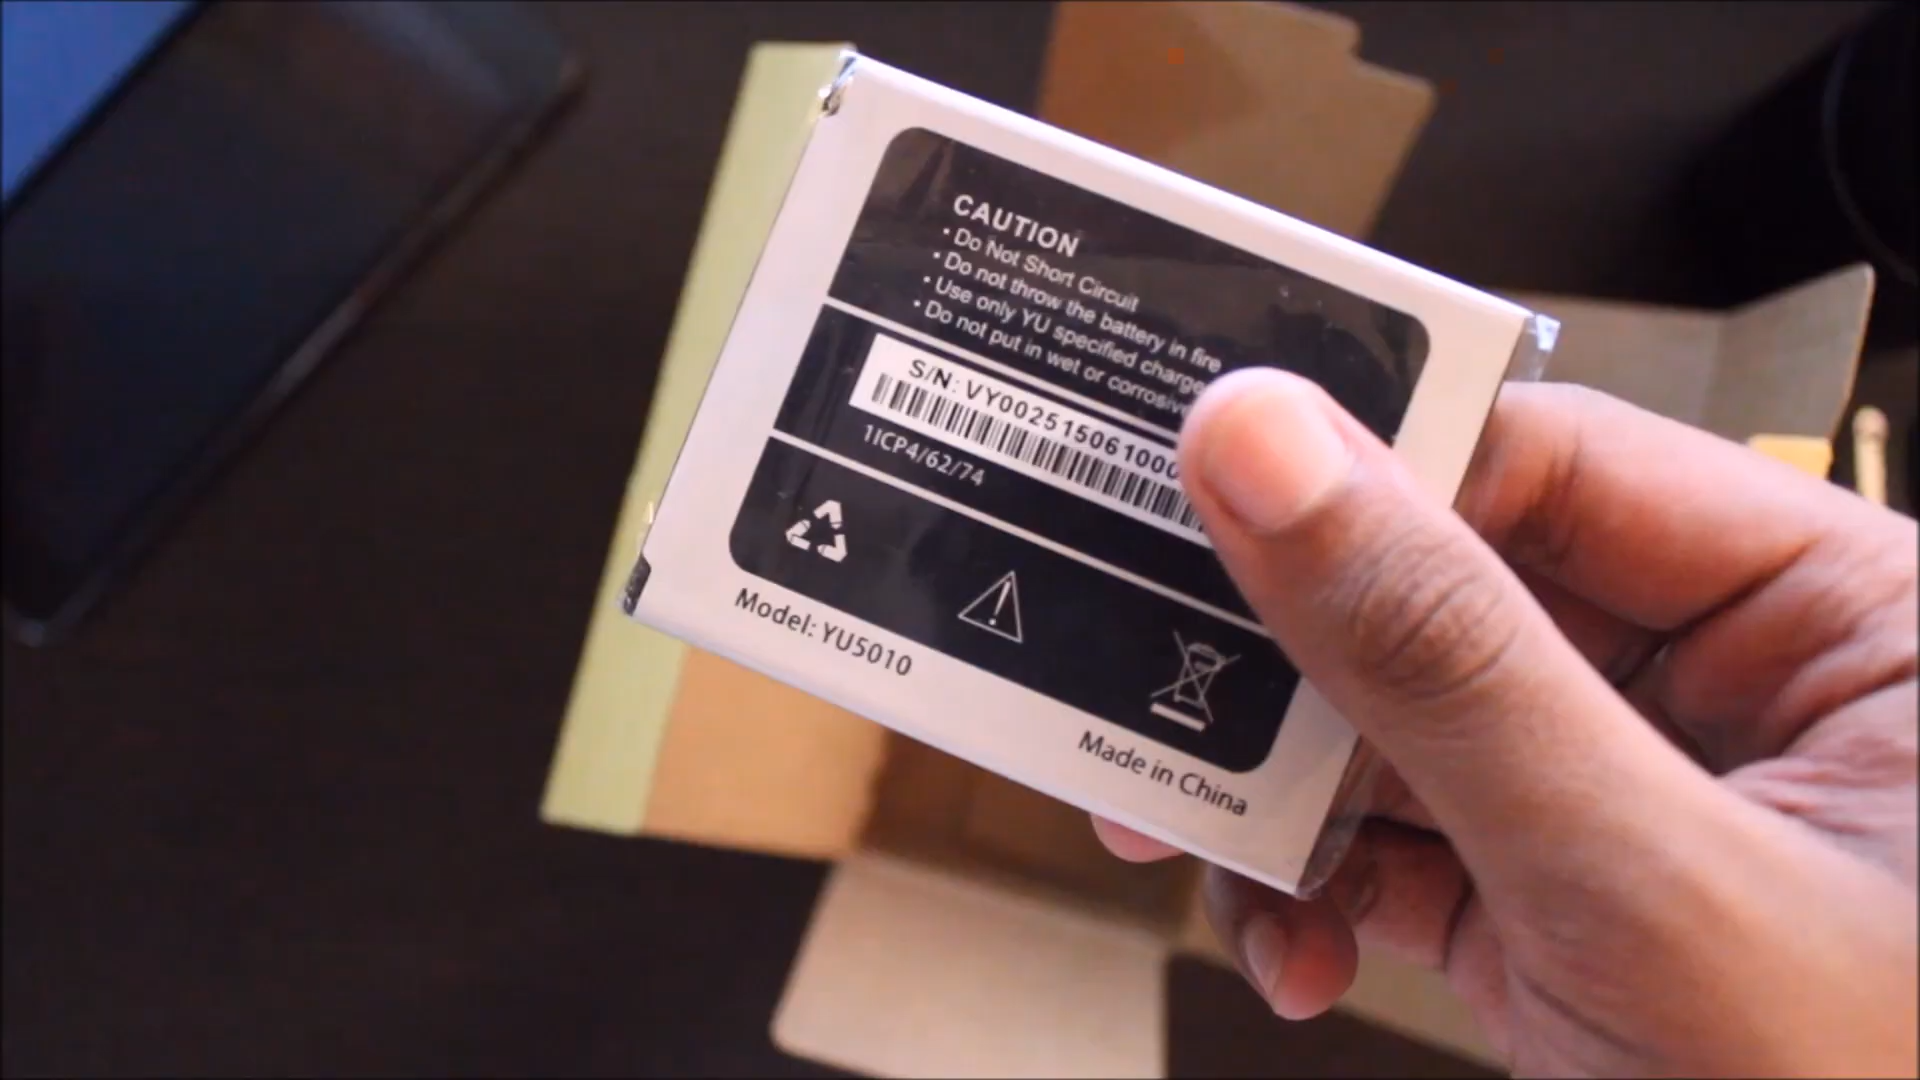 CAUTION
• Do Not Short Circuit
• Do not throw the battery in fire
• Use only YU specified charge
• Do not put in wet or corrosive
S/N: VY002515061000
1ICP4/62/74
Model: YU5010
Made in China